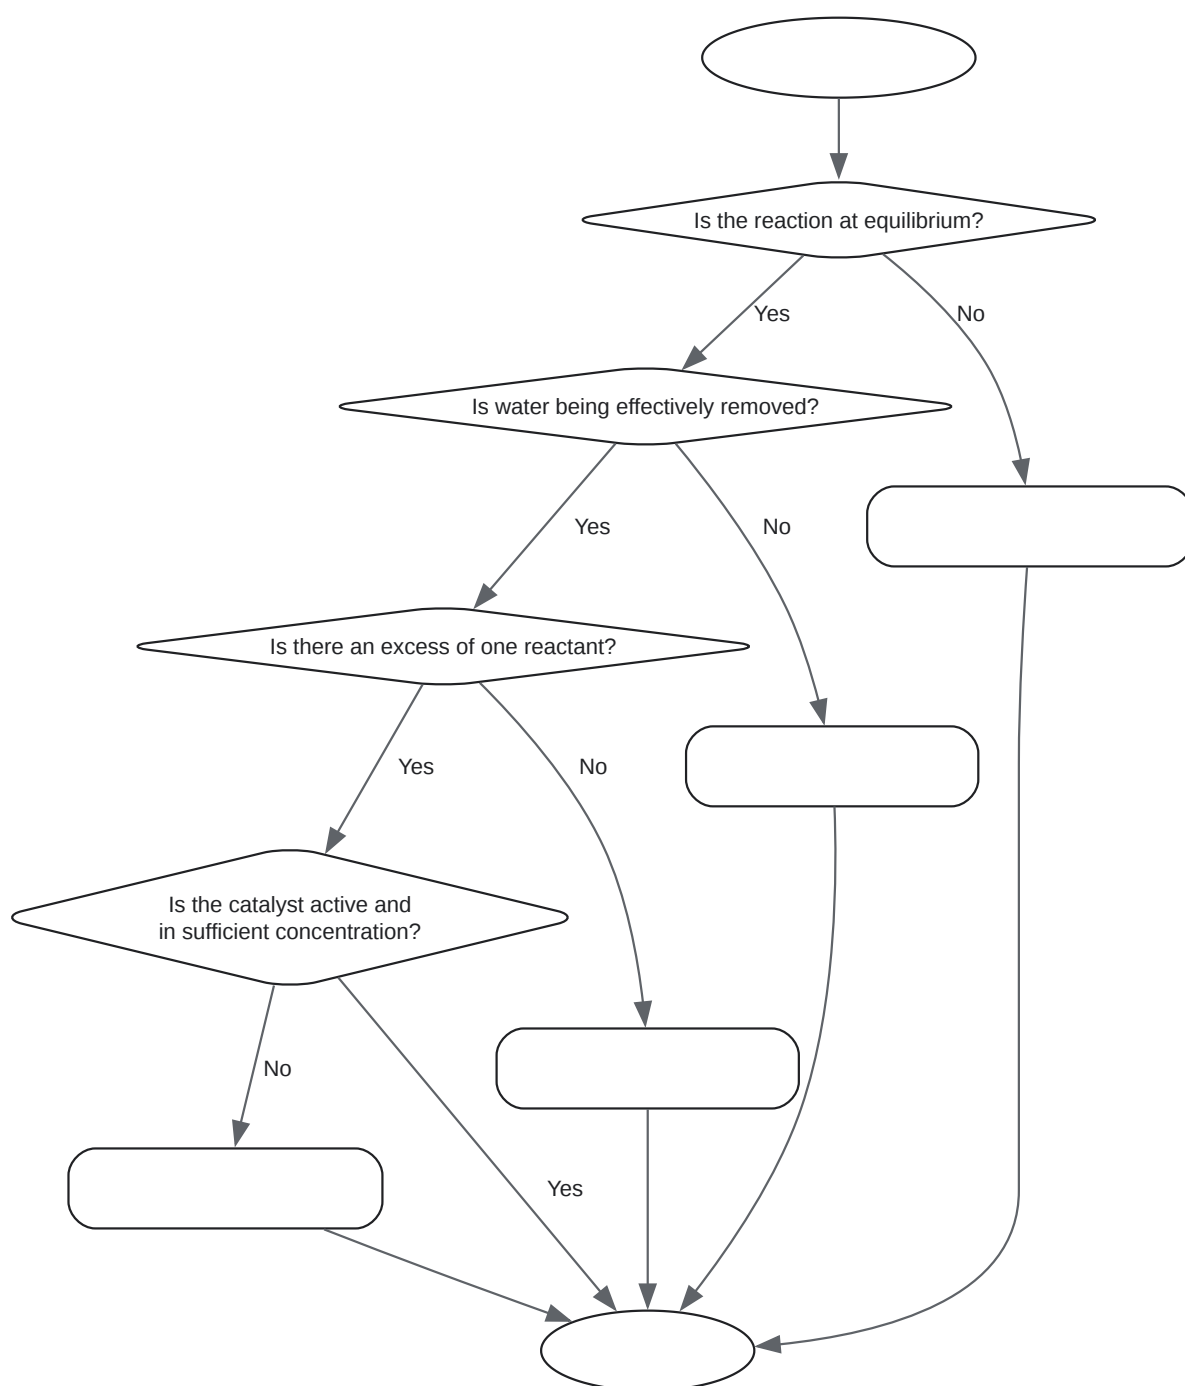 Is the reaction at equilibrium?
Yes
No
Is water being effectively removed?
Yes
No
Is there an excess of one reactant?
Yes
No
Is the catalyst active and
in sufficient concentration?
No
Yes